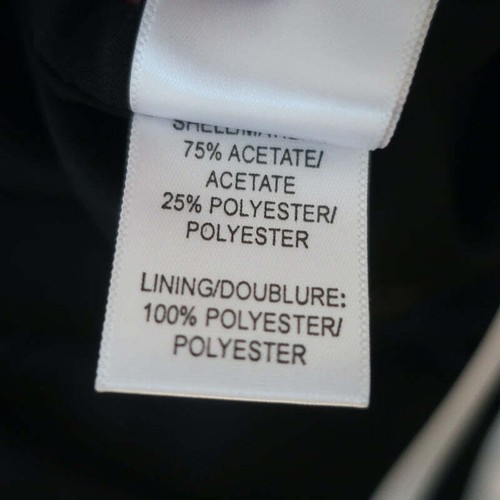 75% ACETATE/
ACETATE
25% POLYESTER/
POLYESTER
LINING/DOUBLURE:
100% POLYESTER/
POLYESTER